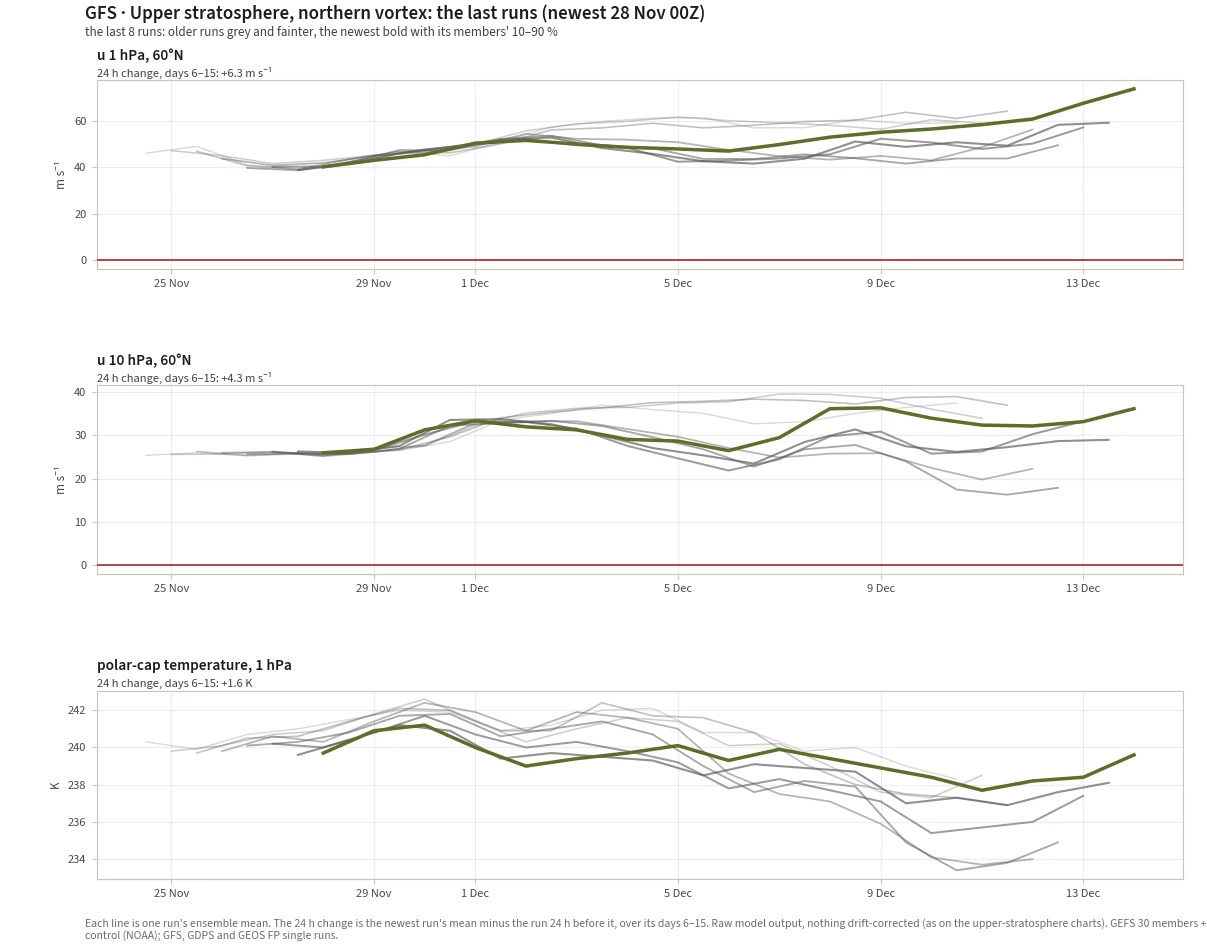 GFS · Upper stratosphere, northern vortex: the last runs (newest 28 Nov 00Z)
the last 8 runs: older runs grey and fainter, the newest bold with its members' 10–90 %
u 1 hPa, 60°N
24 h change, days 6–15: +6.3 m s⁻¹
60
40
20
0
m s⁻¹
25 Nov 29 Nov 1 Dec 5 Dec 9 Dec 13 Dec
u 10 hPa, 60°N
24 h change, days 6–15: +4.3 m s⁻¹
40
30
20
10
0
m s⁻¹
25 Nov 29 Nov 1 Dec 5 Dec 9 Dec 13 Dec
polar-cap temperature, 1 hPa
24 h change, days 6–15: +1.6 K
242
240
238
236
234
K
25 Nov 29 Nov 1 Dec 5 Dec 9 Dec 13 Dec
Each line is one run's ensemble mean. The 24 h change is the newest run's mean minus the run 24 h before it, over its days 6–15. Raw model output, nothing drift-corrected (as on the upper-stratosphere charts). GEFS 30 members +
control (NOAA); GFS, GDPS and GEOS FP single runs.